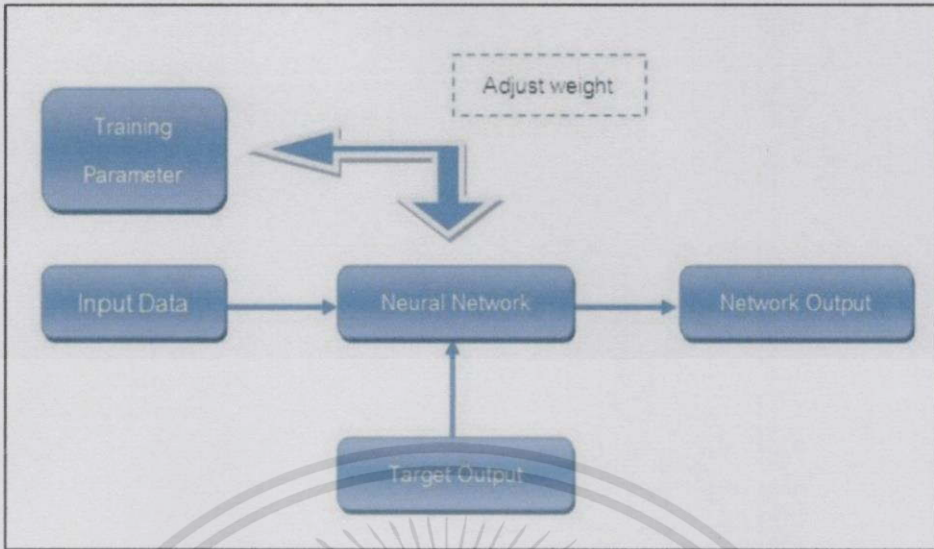 Adjust weight
Training
Parameter
Input Data
Neural Network
Network Output
Target Output